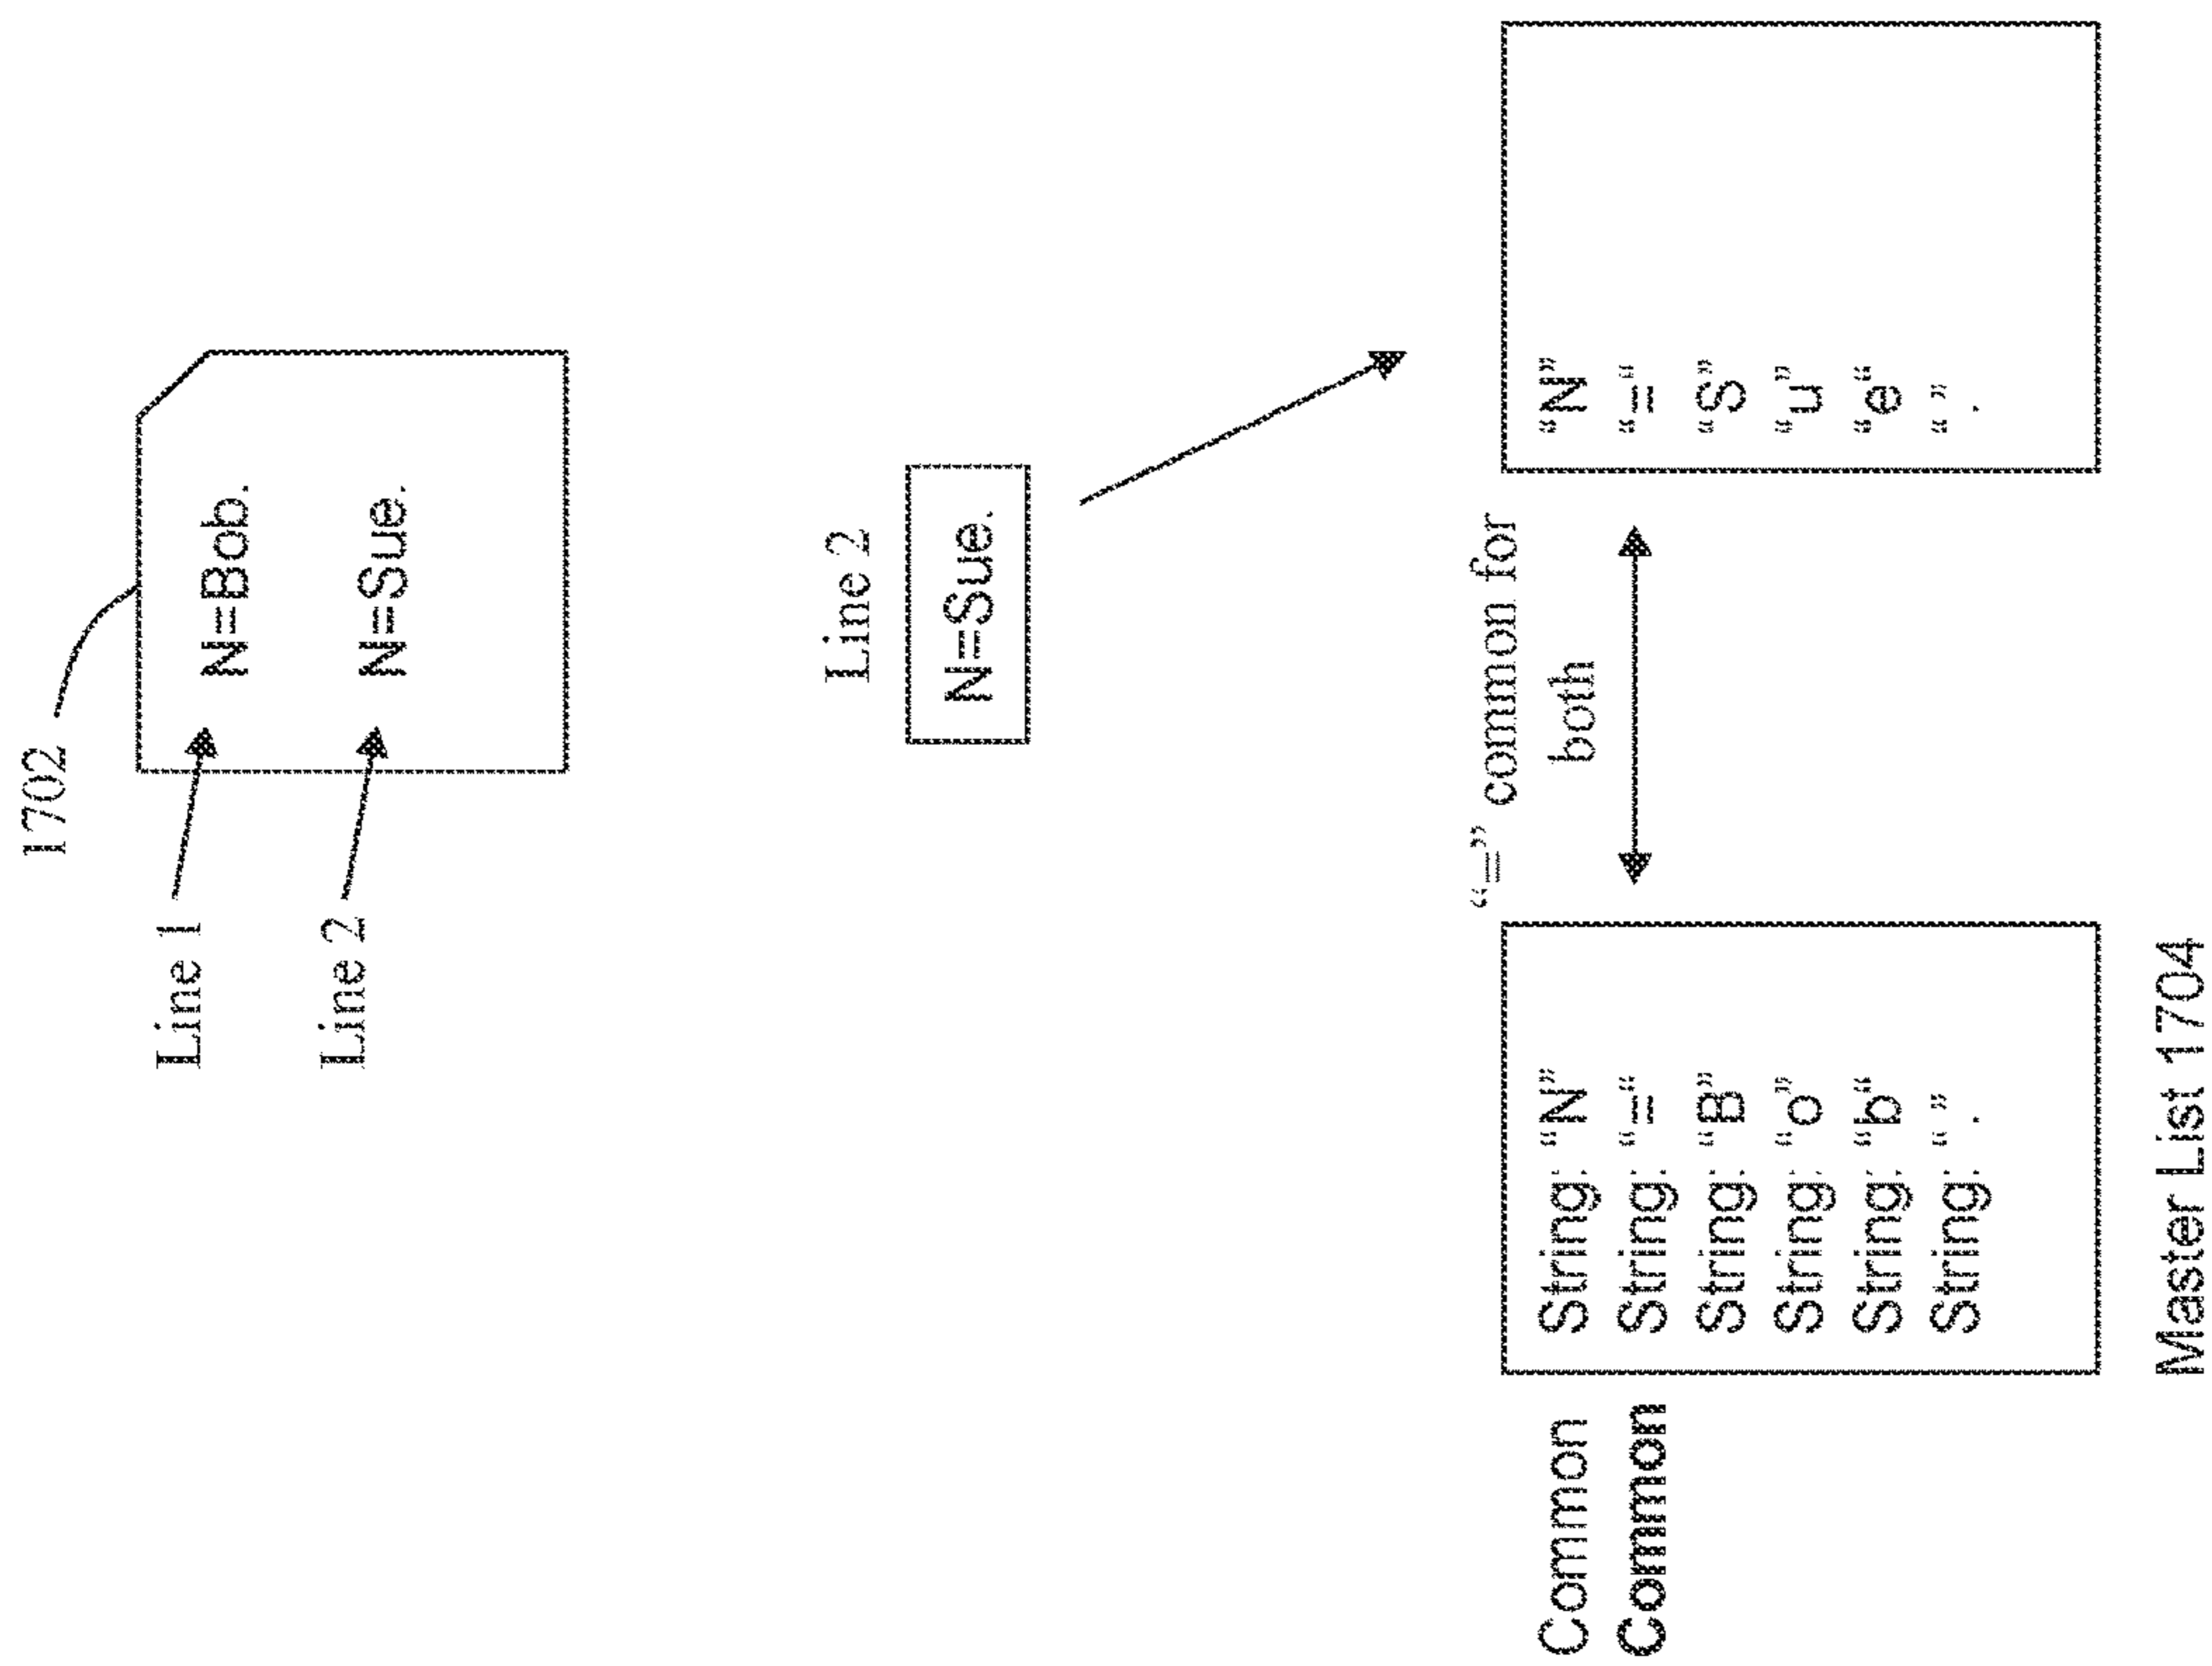 1702
Line 1
N=Bob.
Line 2
N=Sue.
Line 2
N=Sue.
“=” common for
both
Common String: “N”
Common String: “=“
String: “B”
String: “o”
String: “b“
String: “.”
“N”
“=“
“S”
“u”
“e“
“.”
Master List 1704